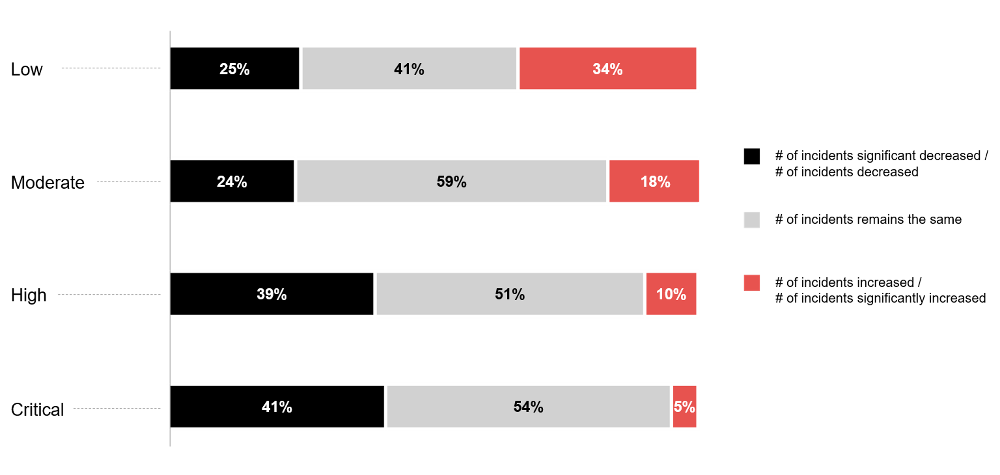 Low
25%
41%
34%
Moderate
24%
59%
18%
High
39%
51%
10%
Critical
41%
54%
5%
# of incidents significant decreased /
# of incidents decreased
# of incidents remains the same
# of incidents increased /
# of incidents significantly increased